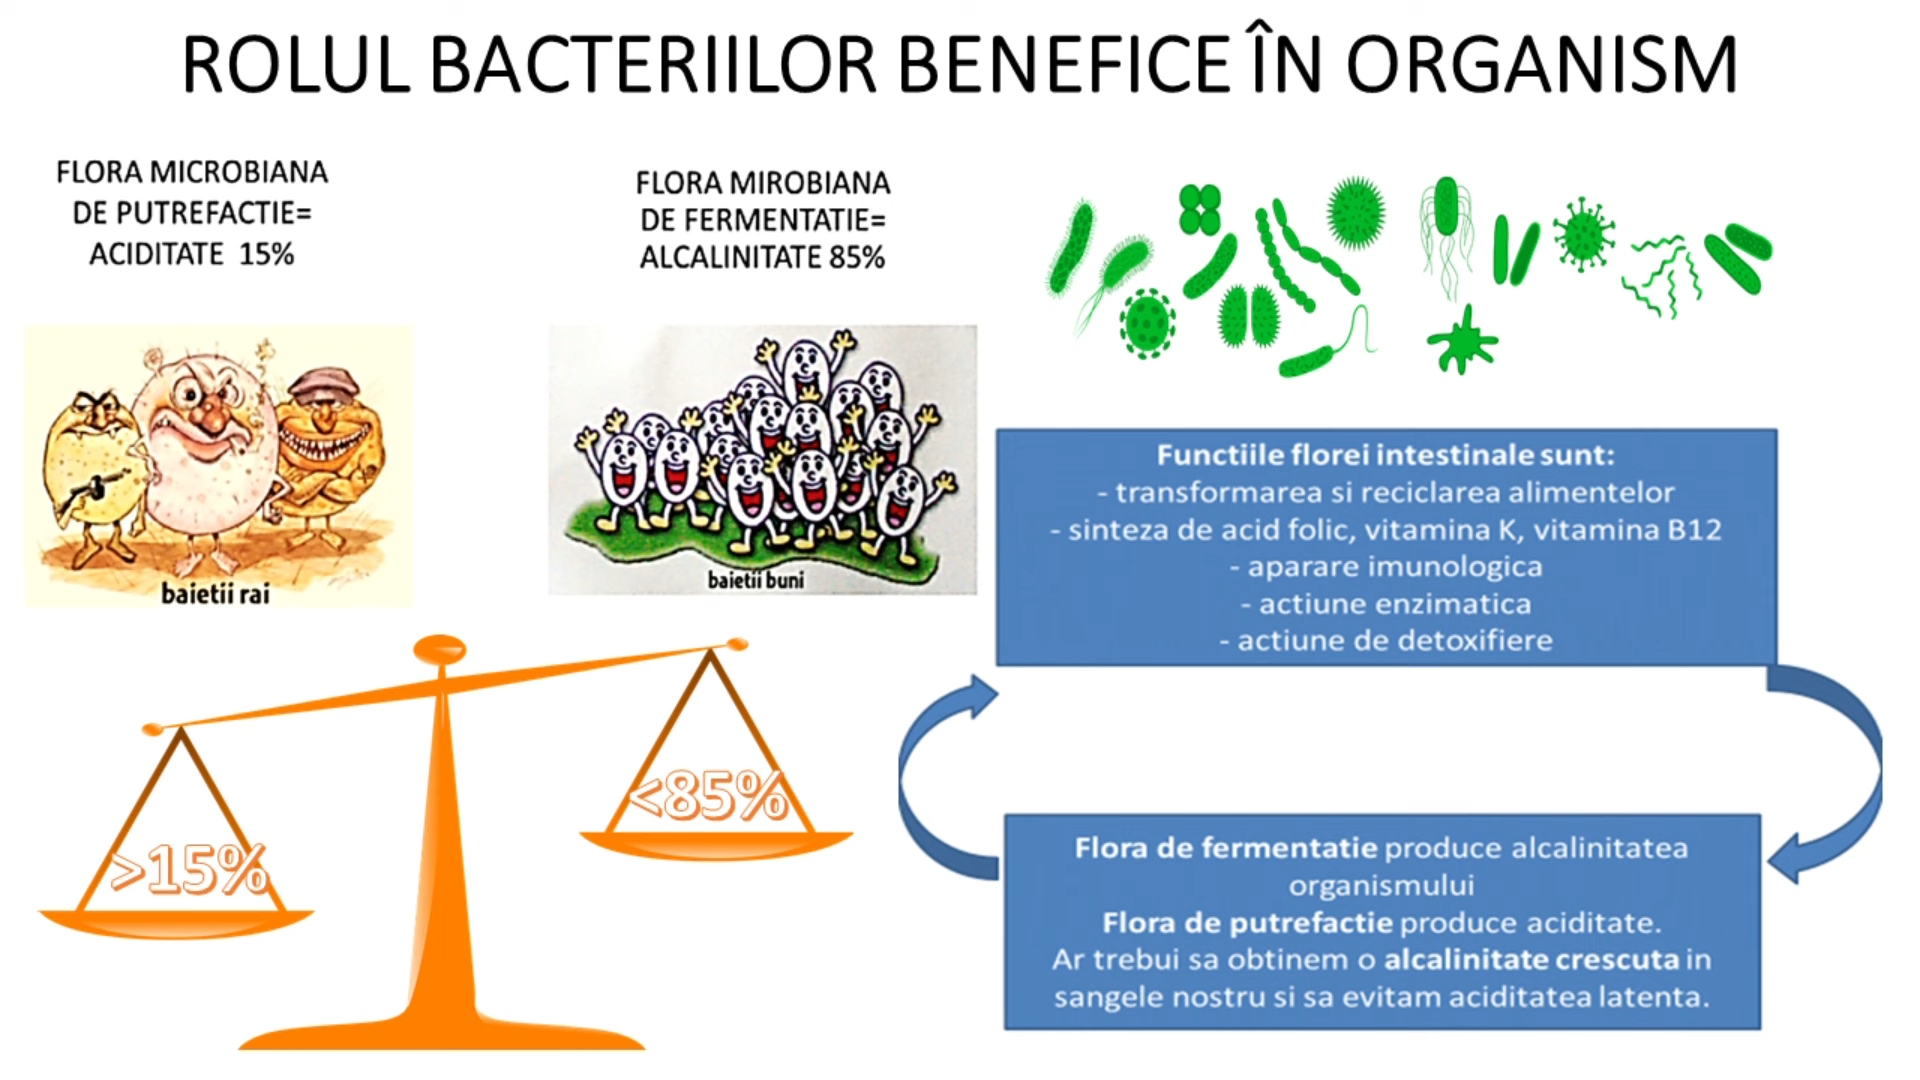 ROLUL BACTERIILOR BENEFICE ÎN ORGANISM
FLORA MICROBIANA
DE PUTREFACTIE=
ACIDITATE 15%
FLORA MIROBIANA
DE FERMENTATIE=
ALCALINITATE 85%
baietii rai
baietii buni
>15%
<85%
Functiile florei intestinale sunt:
- transformarea si reciclarea alimentelor
- sinteza de acid folic, vitamina K, vitamina B12
- aparare imunologica
- actiune enzimatica
- actiune de detoxifiere
Flora de fermentatie produce alcalinitatea
organismului
Flora de putrefactie produce aciditate.
Ar trebui sa obtinem o alcalinitate crescuta in
sangele nostru si sa evitam aciditatea latenta.